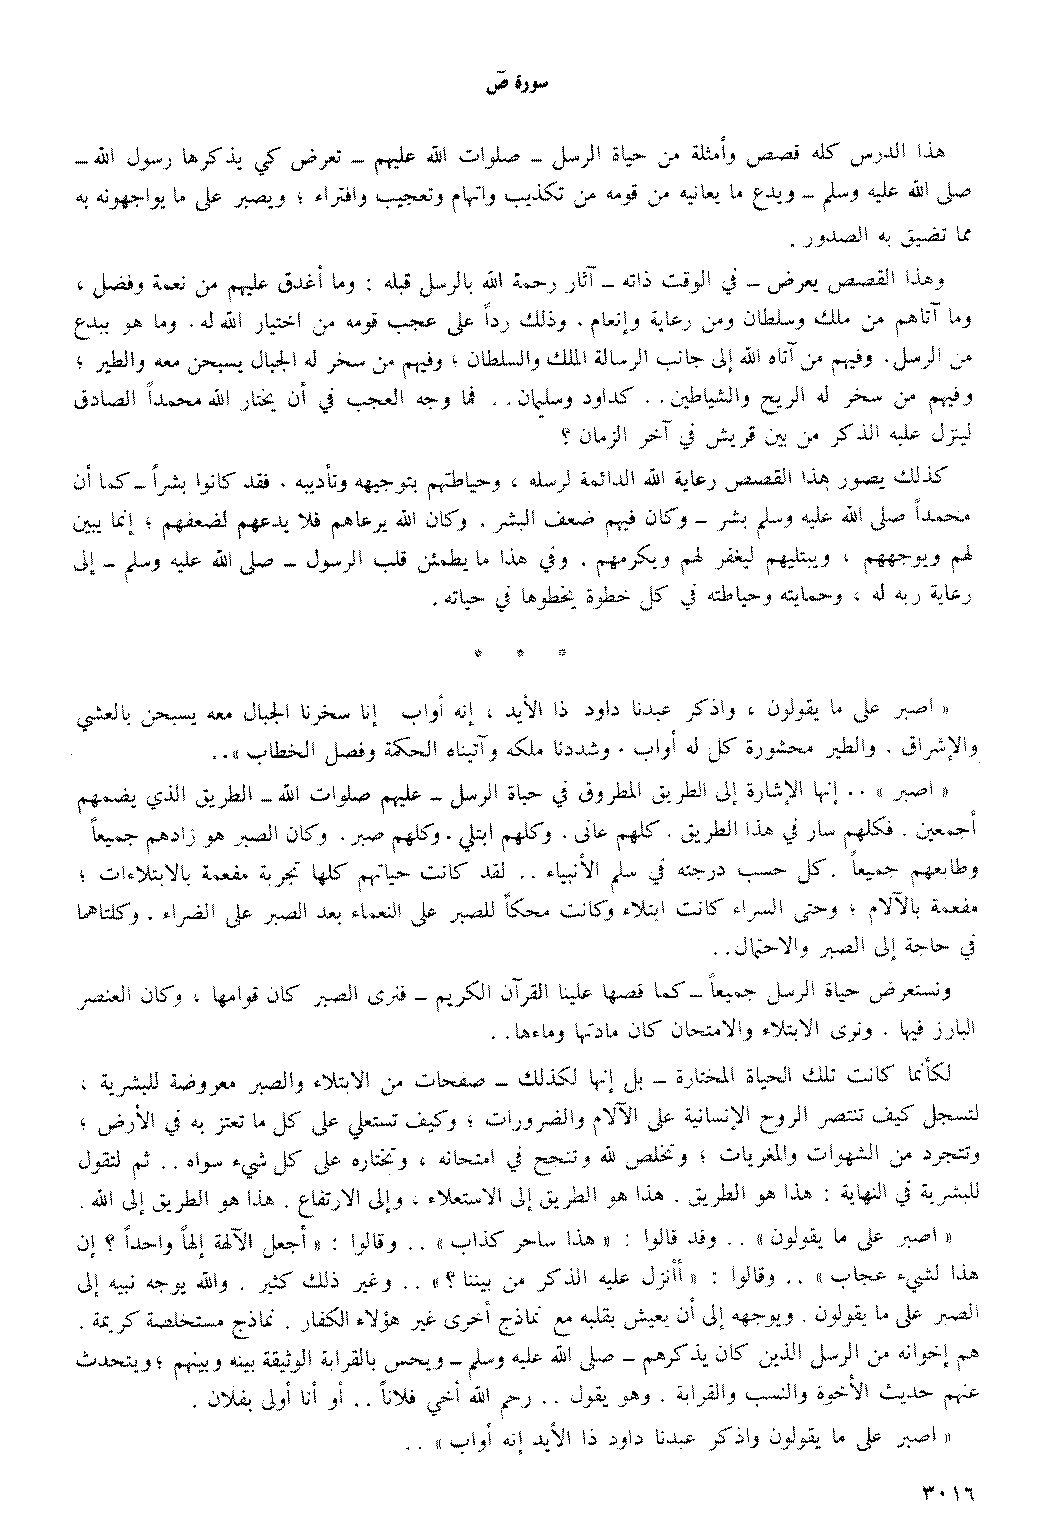 سورة صٓ
هذا الدرس كله قصص وأمثلة من حياة الرسل – صلوات الله عليهم – تعرض كي يذكرها رسول الله –
صلى الله عليه وسلم – ويدع ما يعانيه من قومه من تكذيب واتهام وتعجيب وافتراء ؛ ويصبر على ما يواجهونه به
مما تضيق به الصدور .
وهذا القصص يعرض – في الوقت ذاته – آثار رحمة الله بالرسل قبله : وما أغدق عليهم من نعمة وفضل ،
وما آتاهم من ملك وسلطان ومن رعاية وإنعام . وذلك رداً على عجب قومه من اختيار الله له . وما هو ببدع
من الرسل . وفيهم من آتاه الله إلى جانب الرسالة الملك والسلطان ؛ وفيهم من سخر له الجبال يسبحن معه والطير ؛
وفيهم من سخر له الريح والشياطين .. كداود وسليمان .. فما وجه العجب في أن يختار الله محمداً الصادق
لينزل عليه الذكر من بين قريش في آخر الزمان ؟
كذلك يصور هذا القصص رعاية الله الدائمة لرسله ، وحياطتهم بتوجيهه وتأديبه . فقد كانوا بشراً – كما أن
محمداً صلى الله عليه وسلم بشر – وكان فيهم ضعف البشر . وكان الله يرعاهم فلا يدعهم لضعفهم ؛ إنما يبين
لهم ويوجههم ، ويبتليهم ليغفر لهم ويكرمهم . وفي هذا ما يطمئن قلب الرسول – صلى الله عليه وسلم – إلى
رعاية ربه له ، وحمايته وحياطته في كل خطوة يخطوها في حياته .
* * *
« اصبر على ما يقولون ، واذكر عبدنا داود ذا الأيد ، إنه أواب إنا سخرنا الجبال معه يسبحن بالعشي
والإشراق . والطير محشورة كل له أواب . وشددنا ملكه وآتيناه الحكمة وفصل الخطاب » ..
« اصبر » .. إنها الإشارة إلى الطريق المطروق في حياة الرسل – عليهم صلوات الله – الطريق الذي يضمهم
أجمعين . فكلهم سار في هذا الطريق . كلهم عانى . وكلهم ابتلي . وكلهم صبر . وكان الصبر هو زادهم جميعاً
وطابعهم جميعاً . كل حسب درجته في سلم الأنبياء .. لقد كانت حياتهم كلها تجربة مفعمة بالابتلاءات ؛
مفعمة بالآلام ؛ وحتى السراء كانت ابتلاء وكانت محكاً للصبر على النعماء بعد الصبر على الضراء . وكلتاهما
في حاجة إلى الصبر والاحتمال ..
ونستعرض حياة الرسل جميعاً – كما قصها علينا القرآن الكريم – فنرى الصبر كان قوامها ، وكان العنصر
البارز فيها . ونرى الابتلاء والامتحان كان مادتها وماءها ..
لكأنما كانت تلك الحياة المختارة – بل إنها لكذلك – صفحات من الابتلاء والصبر معروضة للبشرية ،
لتسجل كيف تنتصر الروح الإنسانية على الآلام والضرورات ؛ وكيف تستعلي على كل ما تعتز به في الأرض ؛
وتتجرد من الشهوات والمغريات ؛ وتخلص لله وتنجح في امتحانه ، وتختاره على كل شيء سواه .. ثم لتقول
للبشرية في النهاية : هذا هو الطريق . هذا هو الطريق إلى الاستعلاء ، وإلى الارتفاع . هذا هو الطريق إلى الله .
« اصبر على ما يقولون » .. وقد قالوا : « هذا ساحر كذاب » .. وقالوا : « أجعل الآلهة إلهاً واحداً ؟ إن
هذا لشيء عجاب » .. وقالوا : « أأنزل عليه الذكر من بيننا ؟ » .. وغير ذلك كثير . والله يوجه نبيه إلى
الصبر على ما يقولون . ويوجهه إلى أن يعيش بقلبه مع نماذج أخرى غير هؤلاء الكفار . نماذج مستخلصة كريمة .
هم إخوانه من الرسل الذين كان يذكرهم – صلى الله عليه وسلم – ويحس بالقرابة الوثيقة بينه وبينهم ؛ ويتحدث
عنهم حديث الأخوة والنسب والقرابة . وهو يقول .. رحم الله أخي فلاناً .. أو أنا أولى بفلان .
« اصبر على ما يقولون واذكر عبدنا داود ذا الأيد إنه أواب » ..
٣٠١٦